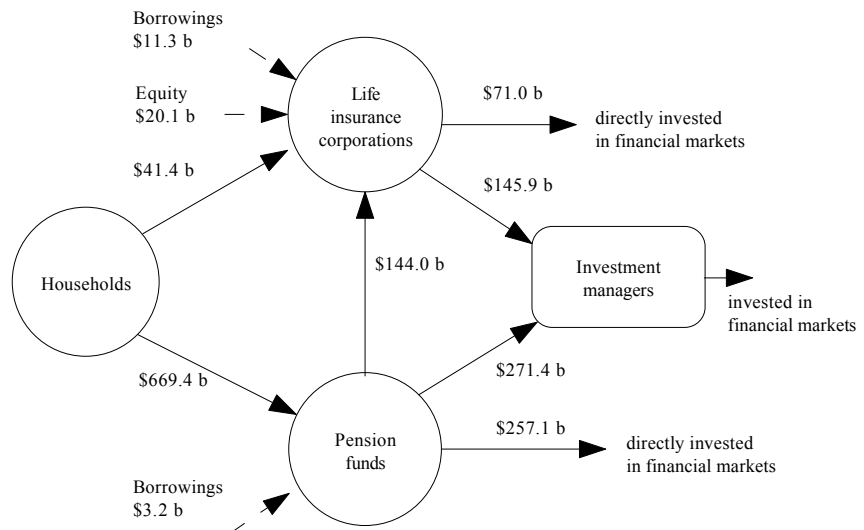 Borrowings
$11.3 b
Equity
$20.1 b
Life
insurance
corporations
$71.0 b
directly invested
in financial markets
$41.4 b
$145.9 b
Households
$144.0 b
Investment
managers
invested in
financial markets
$669.4 b
$271.4 b
Pension
funds
$257.1 b
directly invested
in financial markets
Borrowings
$3.2 b